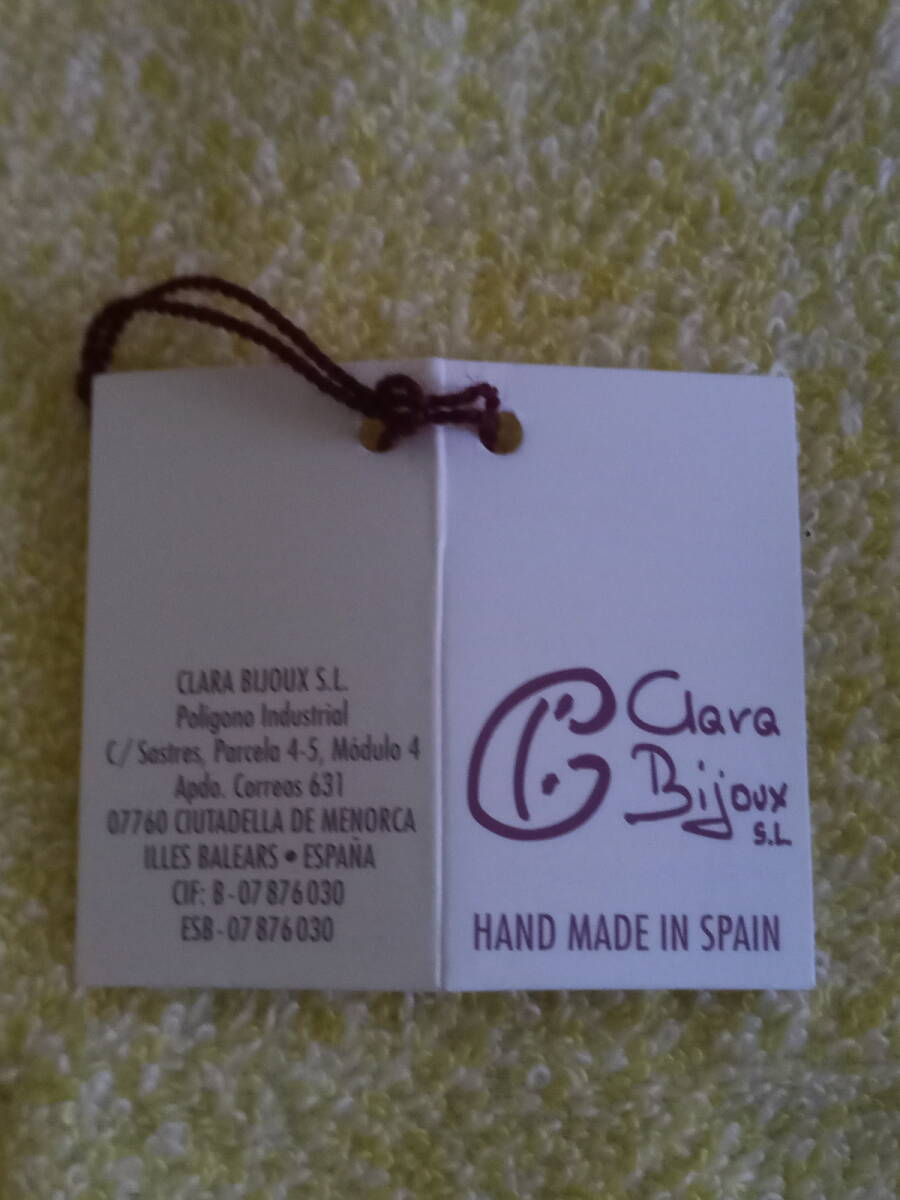 CLARA BIJOUX S.L.
Poligono Industrial
C/ Sastres, Parcela 4-5, Módulo 4
Apdo. Correos 631
07760 CIUTADELLA DE MENORCA
ILLES BALEARS • ESPAÑA
CIF: B-07 876 030
ESB-07 876 030
Clara
Bijoux
S.L
HAND MADE IN SPAIN